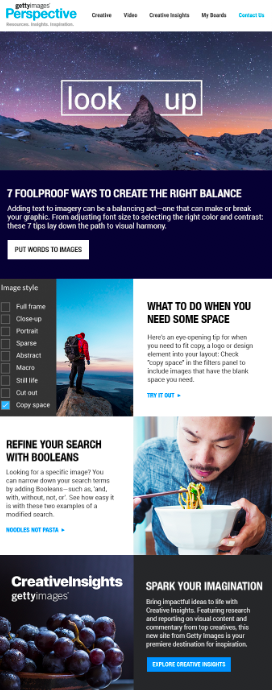 gettyimages®
Perspective
Resources. Insights. Inspiration.
Creative Video Creative Insights My Boards Contact Us
look up
7 FOOLPROOF WAYS TO CREATE THE RIGHT BALANCE
Adding text to imagery can be a balancing act—one that can make or break
your graphic. From adjusting font size to selecting the right color and contrast:
these 7 tips lay down the path to visual harmony.
PUT WORDS TO IMAGES
Image style
Full frame
Close-up
Portrait
Sparse
Abstract
Macro
Still life
Cut out
Copy space
WHAT TO DO WHEN YOU
NEED SOME SPACE
Here's an eye-opening tip for when
you need to fit copy, a logo or design
element into your layout: Check
"copy space" in the filters panel to
include images that have the blank
space you need.
TRY IT OUT ►
REFINE YOUR SEARCH
WITH BOOLEANS
Looking for a specific image? You
can narrow down your search terms
by adding Booleans—such as, 'and,
with, without, not, or'. See how easy it
is with these two examples of a
modified search.
NOODLES NOT PASTA ►
CreativeInsights
gettyimages®
SPARK YOUR IMAGINATION
Bring impactful ideas to life with
Creative Insights. Featuring research
and reporting on visual content and
commentary from top creatives, this
new site from Getty Images is your
premiere destination for inspiration.
EXPLORE CREATIVE INSIGHTS